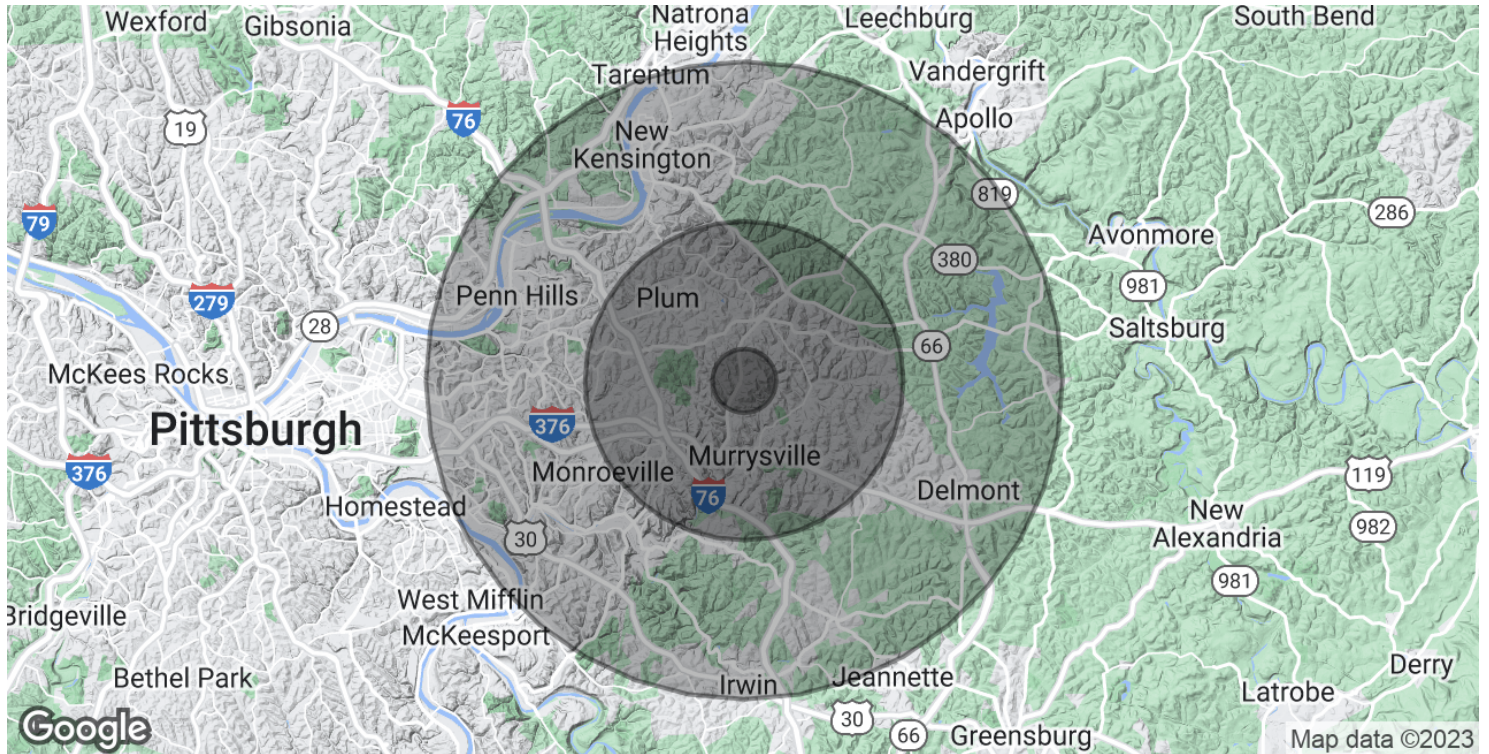 Wexford
Gibsonia
Natrona
Heights
Leechburg
South Bend
Tarentum
Vandergrift
76
19
New
Kensington
Apollo
819
79
286
Avonmore
380
981
279
Penn Hills
Plum
28
Saltsburg
66
McKees Rocks
Pittsburgh
376
Murrysville
Monroeville
376
76
Delmont
119
Homestead
New
Alexandria
982
30
981
West Mifflin
Bridgeville
McKeesport
Bethel Park
Irwin
Jeannette
Derry
Latrobe
30
66
Greensburg
Google
Map data ©2023